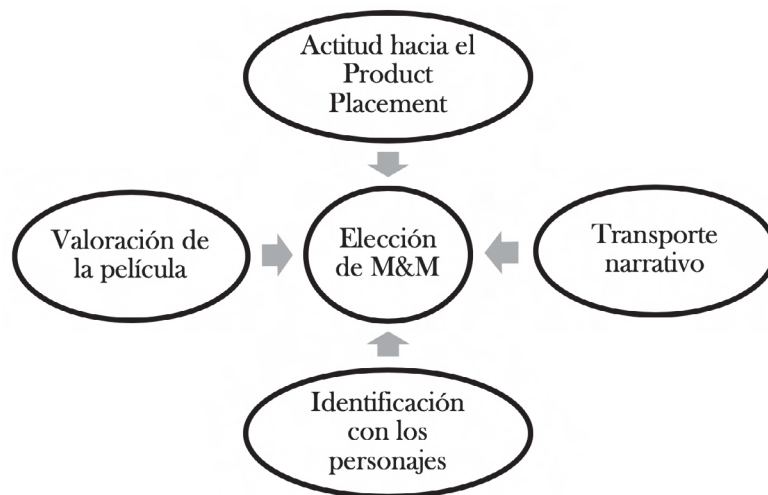 Actitud hacia el
Product
Placement
Valoración de
la película
Elección
de M&M
Transporte
narrativo
Identificación
con los
personajes